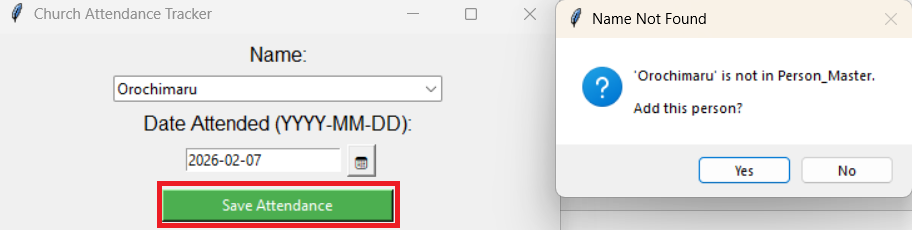 Church Attendance Tracker
Name:
Orochimaru
Date Attended (YYYY-MM-DD):
2026-02-07
Save Attendance
Name Not Found
'Orochimaru' is not in Person_Master.
Add this person?
Yes
No